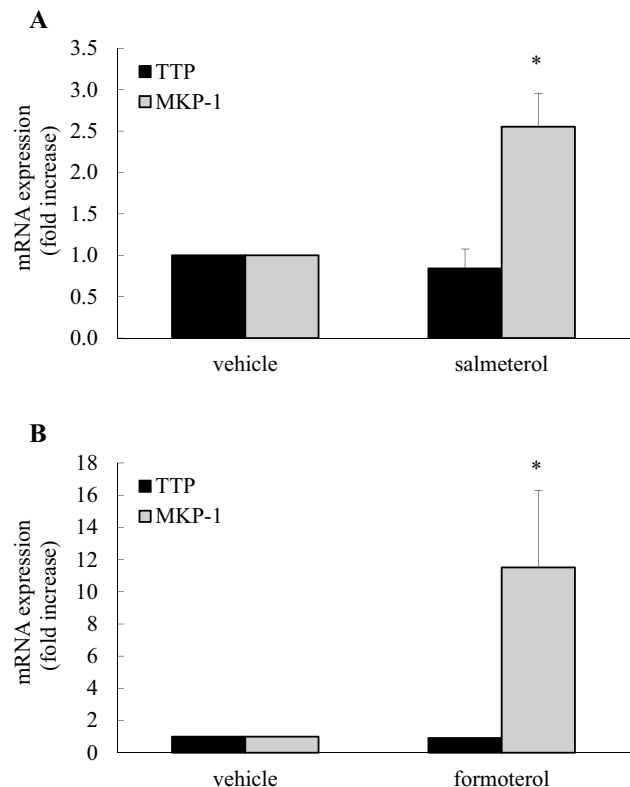 A
mRNA expression
(fold increase)
3.5
3.0
2.5
2.0
1.5
1.0
0.5
0.0
TTP
MKP-1
*
vehicle
salmeterol
B
mRNA expression
(fold increase)
18
16
14
12
10
8
6
4
2
0
TTP
MKP-1
*
vehicle
formoterol